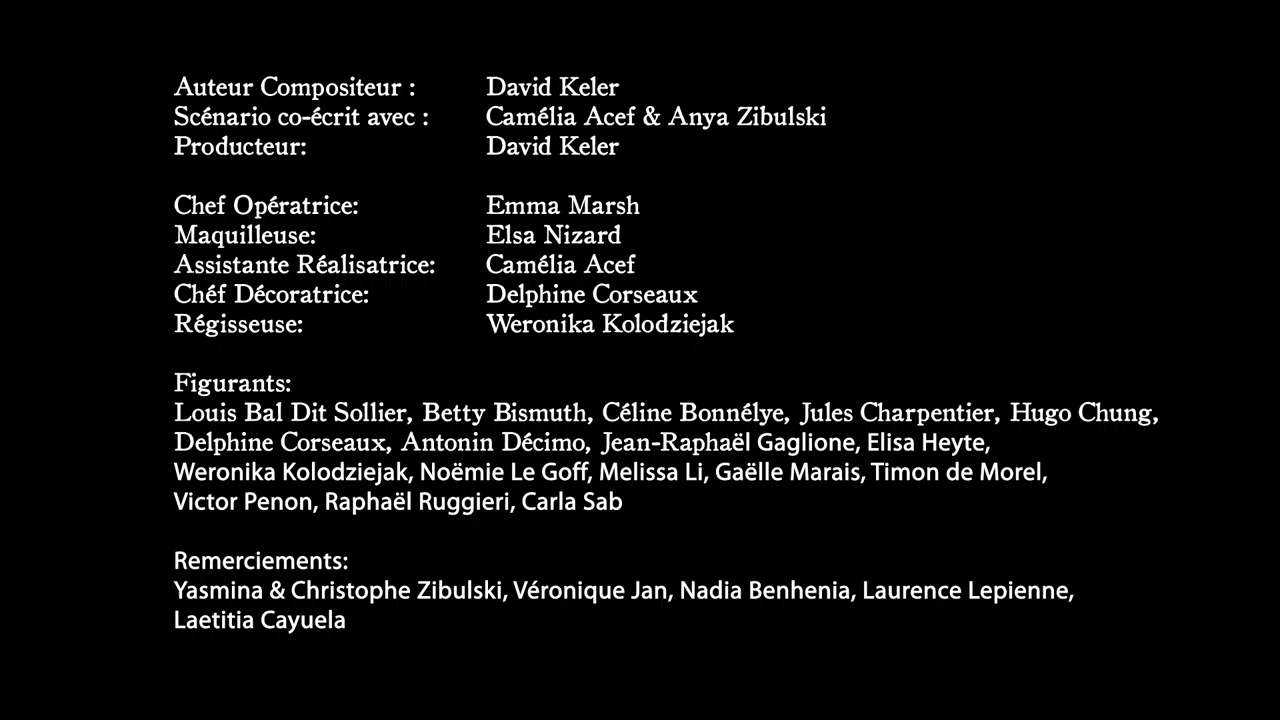 Auteur Compositeur : David Keler
Scénario co-écrit avec : Camélia Acef & Anya Zibulski
Producteur: David Keler
Chef Opératrice: Emma Marsh
Maquilleuse: Elsa Nizard
Assistante Réalisatrice: Camélia Acef
Chéf Décoratrice: Delphine Corseaux
Régisseuse: Weronika Kolodziejak
Figurants:
Louis Bal Dit Sollier, Betty Bismuth, Céline Bonnélye, Jules Charpentier, Hugo Chung,
Delphine Corseaux, Antonin Décimo, Jean-Raphaël Gaglione, Elisa Heyte,
Weronika Kolodziejak, Noëmie Le Goff, Melissa Li, Gaëlle Marais, Timon de Morel,
Victor Penon, Raphaël Ruggieri, Carla Sab
Remerciements:
Yasmina & Christophe Zibulski, Véronique Jan, Nadia Benhenia, Laurence Lepienne,
Laetitia Cayuela